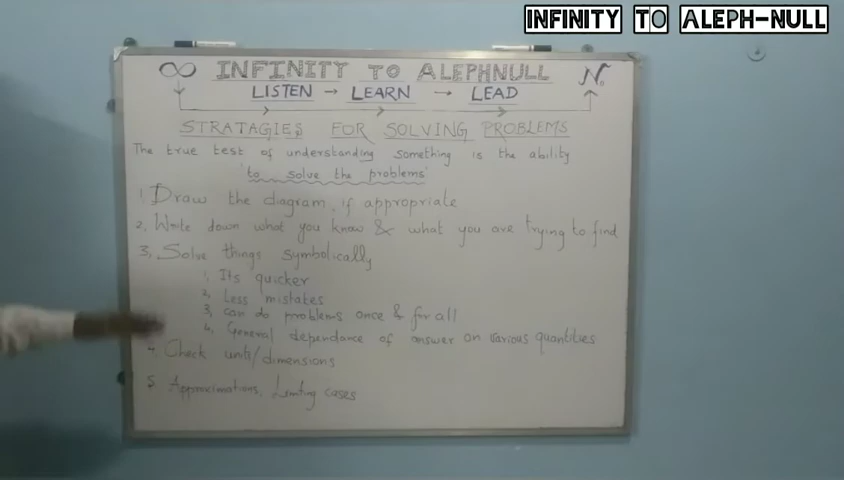 INFINITY TO ALEPH-NULL
∞ INFINITY TO ALEPHNULL ℵ₀
LISTEN → LEARN → LEAD
STRATAGIES FOR SOLVING PROBLEMS
The true test of understanding something is the ability
'to solve the problems'
1. Draw the diagram, if appropriate
2. Write down what you know & what you are trying to find
3. Solve things symbolically
1. Its quicker
2. Less mistakes
3. can do problems once & for all
4. General dependance of answer on various quantities
4. Check units/dimensions
5. Approximations, Limiting cases